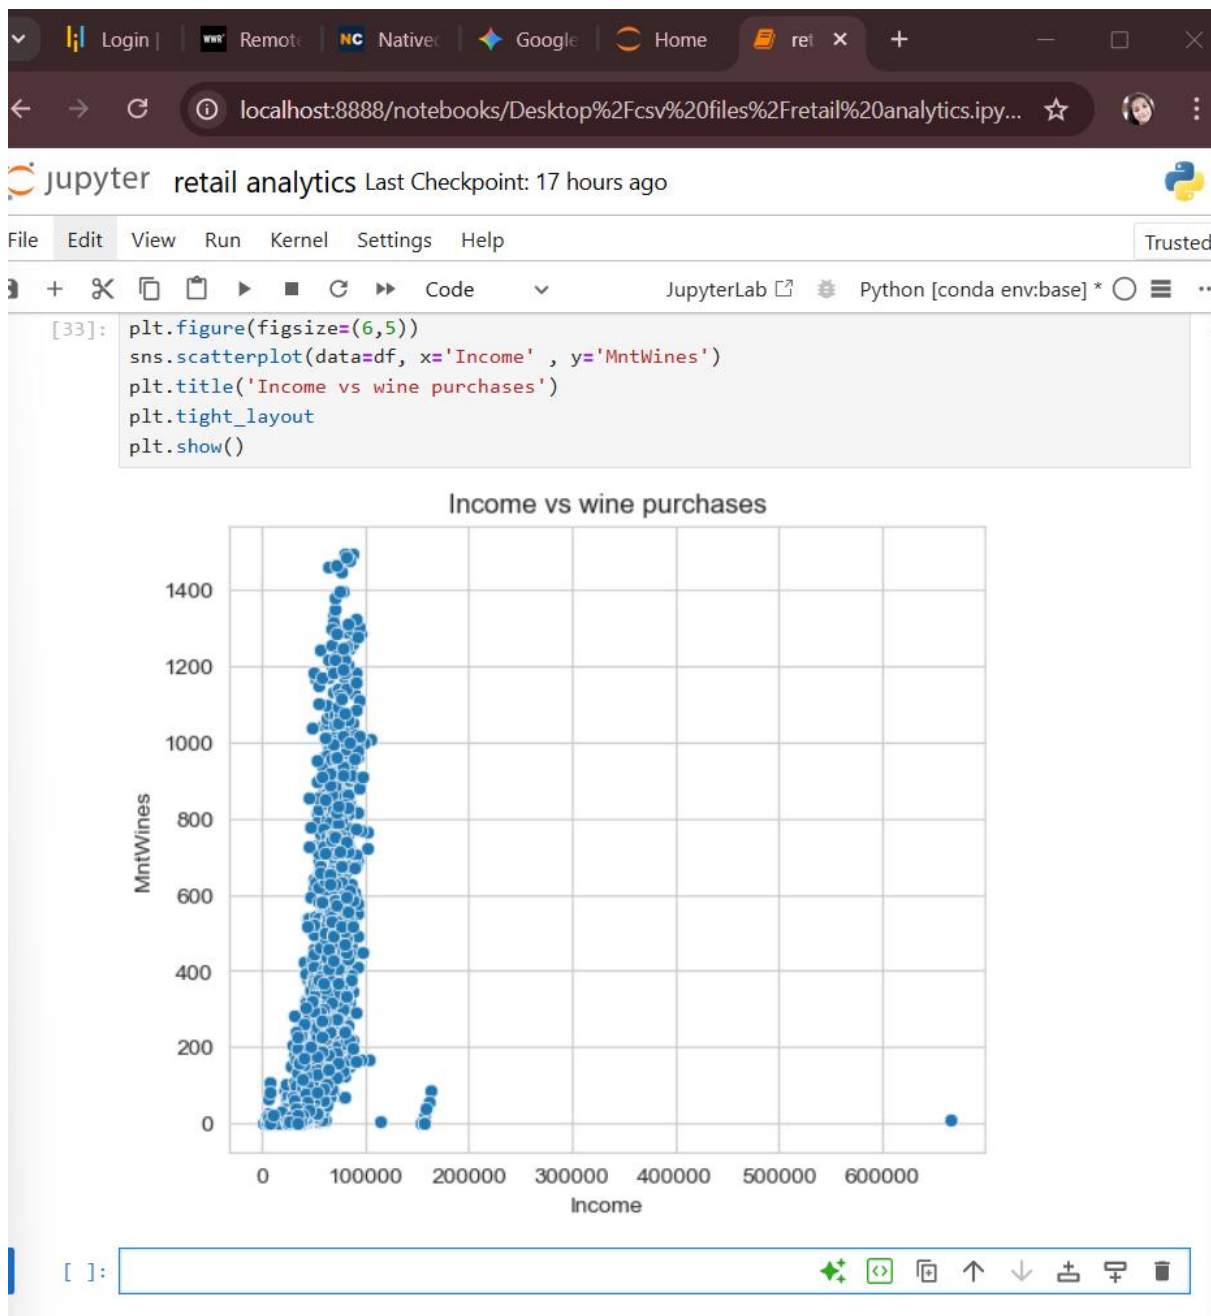 Login |
Remot
Nativec
Google
Home
ret
localhost:8888/notebooks/Desktop%2Fcsv%20files%2Fretail%20analytics.ipy...
jupyter retail analytics Last Checkpoint: 17 hours ago
File Edit View Run Kernel Settings Help
Trusted
Code
JupyterLab
Python [conda env:base] *
[33]: plt.figure(figsize=(6,5))
sns.scatterplot(data=df, x='Income' , y='MntWines')
plt.title('Income vs wine purchases')
plt.tight_layout
plt.show()
Income vs wine purchases
1400
1200
1000
800
600
400
200
0
MntWines
0 100000 200000 300000 400000 500000 600000
Income
[ ]: